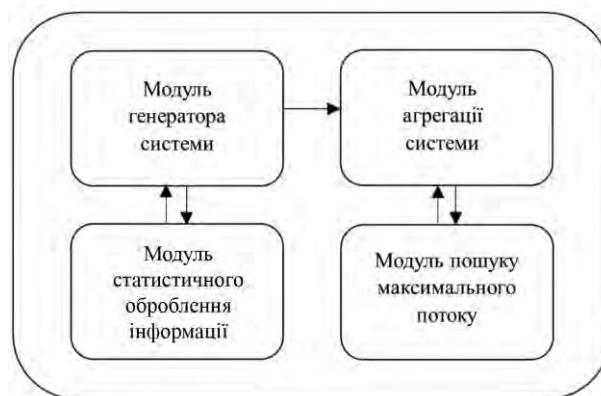 Модуль
генератора
системи
Модуль
агрегації
системи
Модуль
статистичного
оброблення
інформації
Модуль пошуку
максимального
потоку